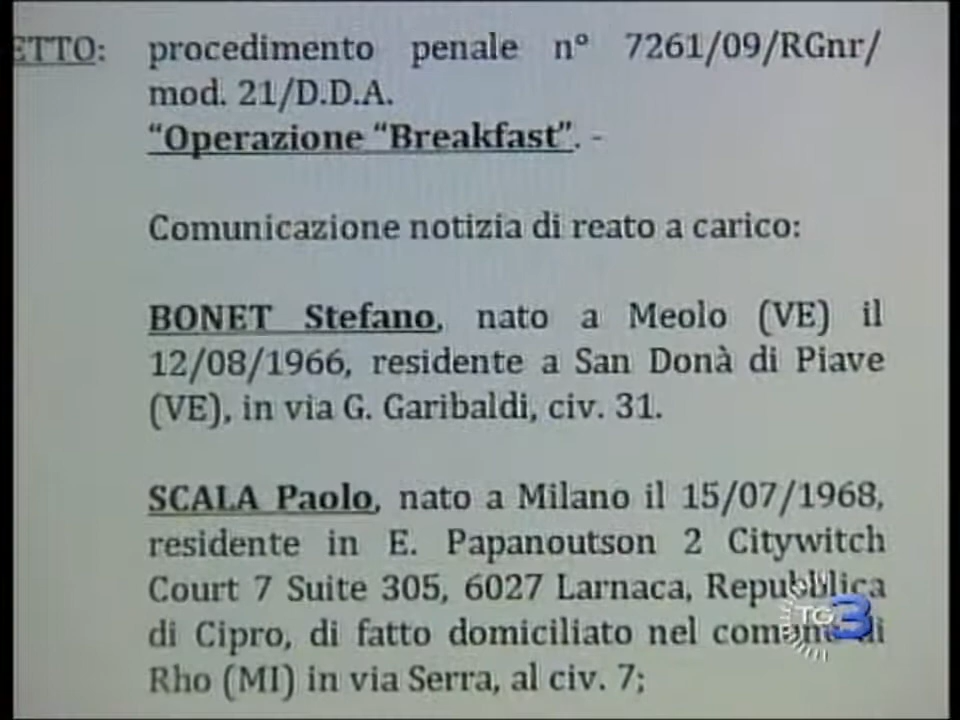 ETTO: procedimento penale n° 7261/09/RGnr/
mod. 21/D.D.A.
“Operazione “Breakfast”. -
Comunicazione notizia di reato a carico:
BONET Stefano, nato a Meolo (VE) il
12/08/1966, residente a San Donà di Piave
(VE), in via G. Garibaldi, civ. 31.
SCALA Paolo, nato a Milano il 15/07/1968,
residente in E. Papanoutson 2 Citywitch
Court 7 Suite 305, 6027 Larnaca, Repubblica
di Cipro, di fatto domiciliato nel comune di
Rho (MI) in via Serra, al civ. 7;
TG3